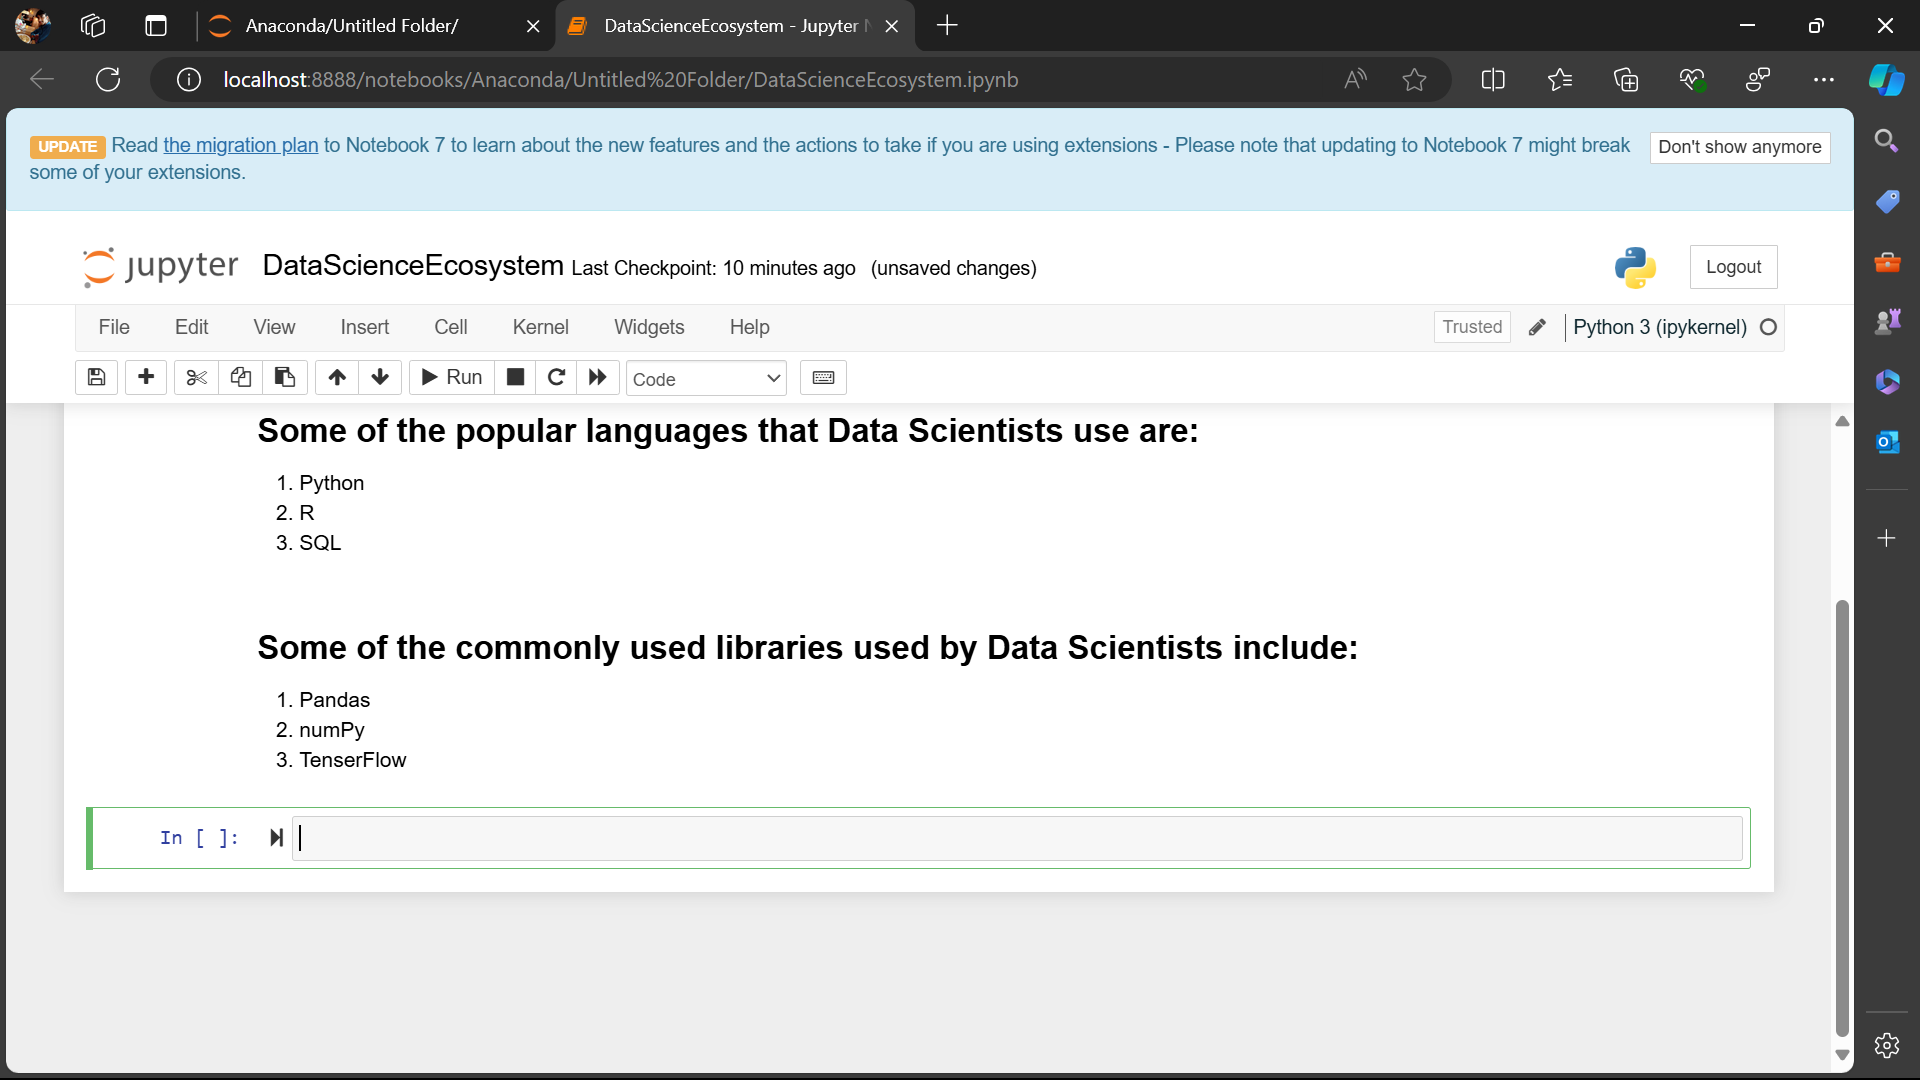 Anaconda/Untitled Folder/
DataScienceEcosystem - Jupyter N
localhost:8888/notebooks/Anaconda/Untitled%20Folder/DataScienceEcosystem.ipynb
UPDATE Read the migration plan to Notebook 7 to learn about the new features and the actions to take if you are using extensions - Please note that updating to Notebook 7 might break
some of your extensions.
Don't show anymore
jupyter DataScienceEcosystem Last Checkpoint: 10 minutes ago (unsaved changes)
Logout
File Edit View Insert Cell Kernel Widgets Help
Trusted Python 3 (ipykernel)
Run Code
Some of the popular languages that Data Scientists use are:
1. Python
2. R
3. SQL
Some of the commonly used libraries used by Data Scientists include:
1. Pandas
2. numPy
3. TenserFlow
In [ ]: